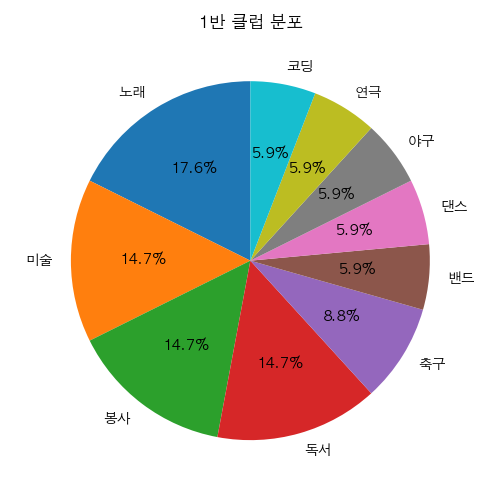 1반 클럽 분포
코딩
연극
노래
야구
5.9%
5.9%
17.6%
5.9%
댄스
5.9%
미술
14.7%
5.9%
밴드
8.8%
14.7%
14.7%
축구
봉사
독서